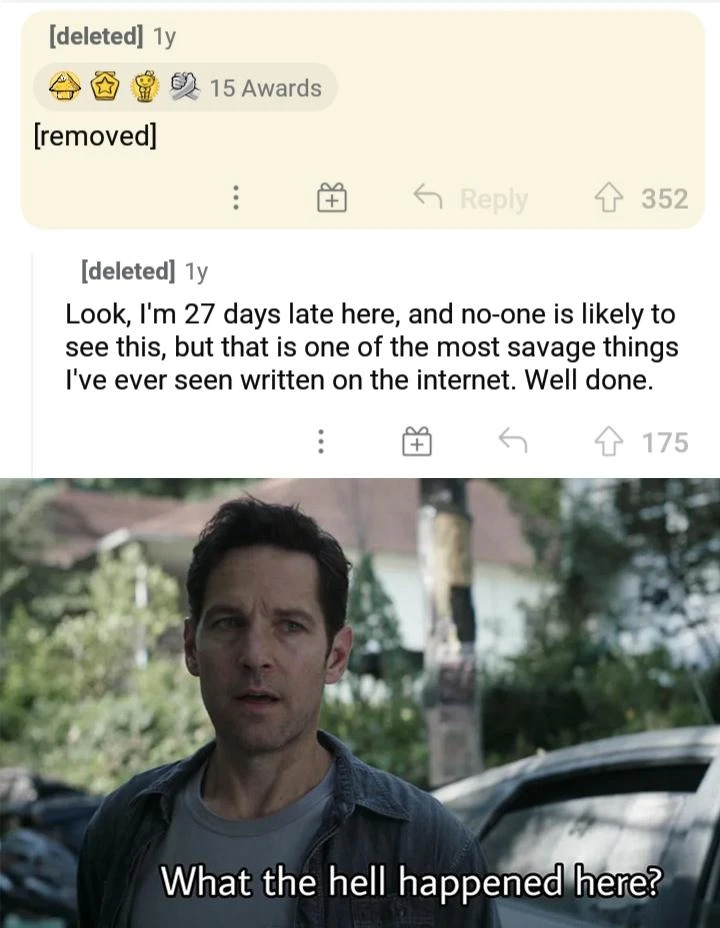 [deleted] 1y
15 Awards
[removed]
Reply 352
[deleted] 1y
Look, I'm 27 days late here, and no-one is likely to
see this, but that is one of the most savage things
I've ever seen written on the internet. Well done.
175
What the hell happened here?